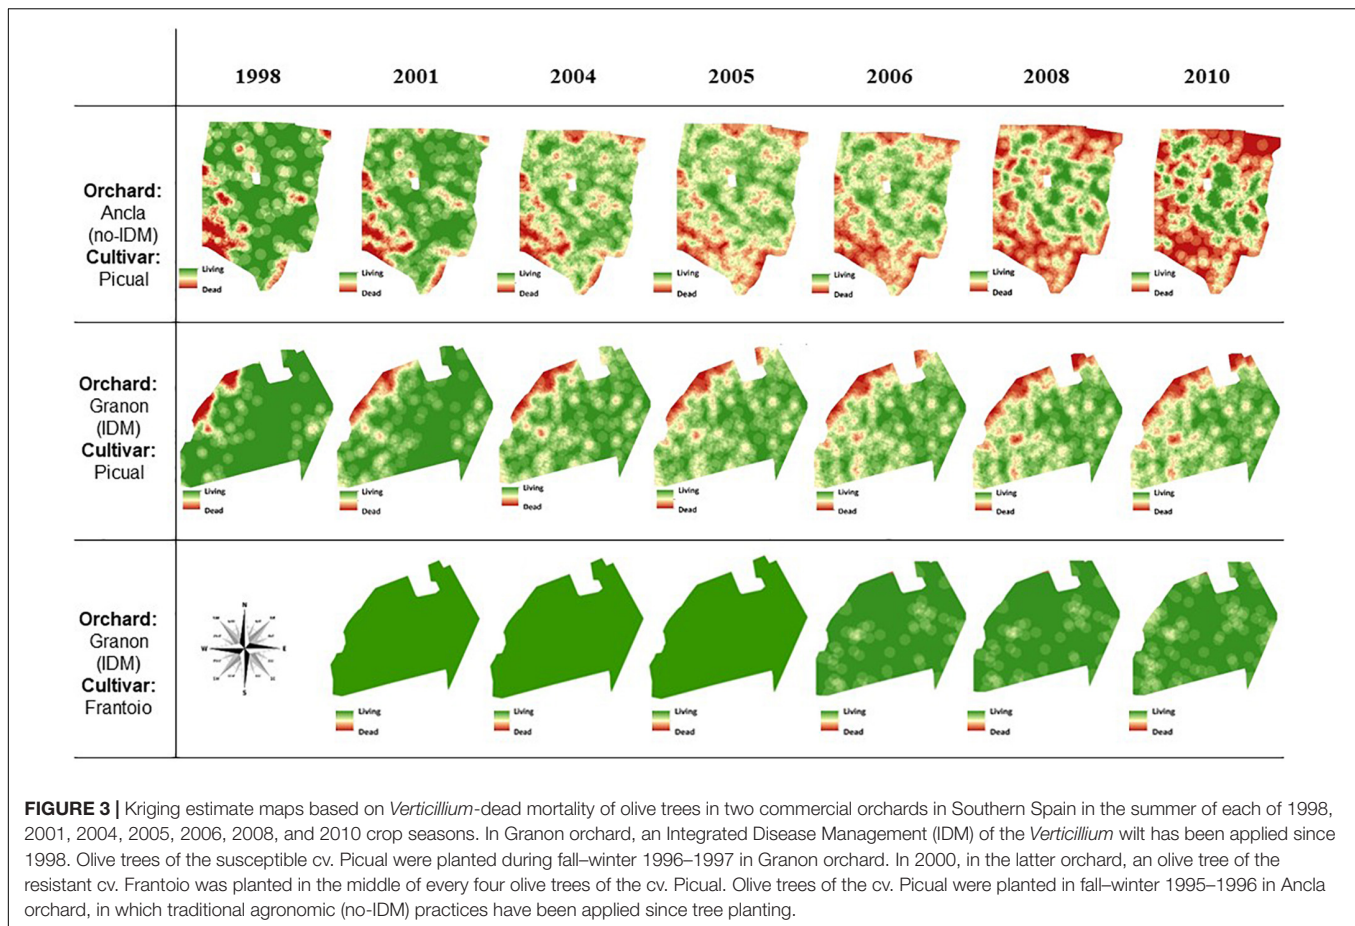 1998 2001 2004 2005 2006 2008 2010
Orchard:
Ancla
(no-IDM)
Cultivar:
Picual
Living Living Living Living Living Living Living
Dead Dead Dead Dead Dead Dead Dead
Orchard:
Granon
(IDM)
Cultivar:
Picual
Living Living Living Living Living Living Living
Dead Dead Dead Dead Dead Dead Dead
Orchard:
Granon
(IDM)
Cultivar:
Frantoio
N
W E
S
Living Living Living Living Living Living
Dead Dead Dead Dead Dead Dead
FIGURE 3 | Kriging estimate maps based on Verticillium-dead mortality of olive trees in two commercial orchards in Southern Spain in the summer of each of 1998,
2001, 2004, 2005, 2006, 2008, and 2010 crop seasons. In Granon orchard, an Integrated Disease Management (IDM) of the Verticillium wilt has been applied since
1998. Olive trees of the susceptible cv. Picual were planted during fall–winter 1996–1997 in Granon orchard. In 2000, in the latter orchard, an olive tree of the
resistant cv. Frantoio was planted in the middle of every four olive trees of the cv. Picual. Olive trees of the cv. Picual were planted in fall–winter 1995–1996 in Ancla
orchard, in which traditional agronomic (no-IDM) practices have been applied since tree planting.